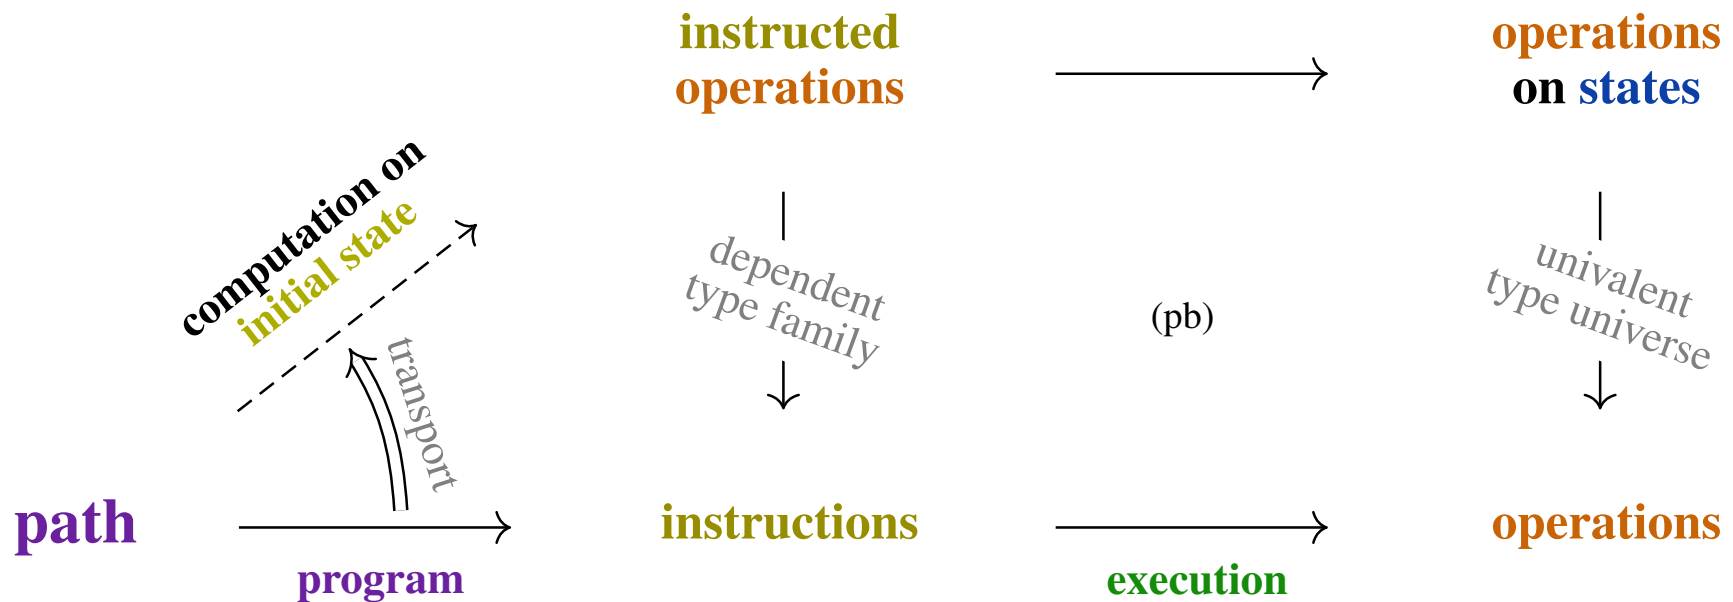 instructed
operations
operations
on states
computation on
initial state
dependent
type family
(pb)
univalent
type universe
transport
path
instructions
operations
program
execution